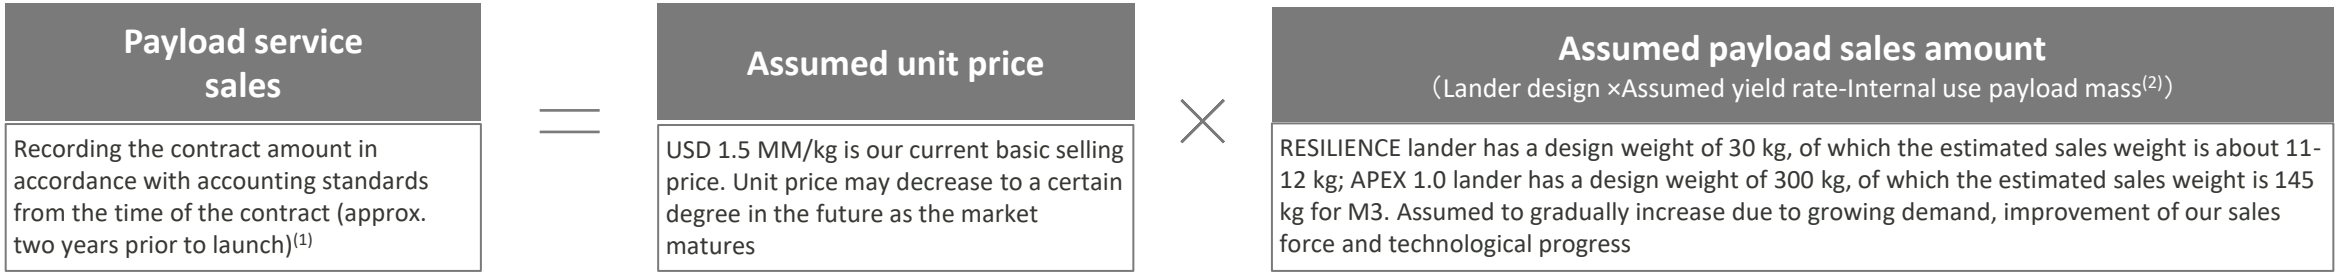 Payload service
sales
Recording the contract amount in
accordance with accounting standards
from the time of the contract (approx.
two years prior to launch)(1)
=
Assumed unit price
USD 1.5 MM/kg is our current basic selling
price. Unit price may decrease to a certain
degree in the future as the market
matures
×
Assumed payload sales amount
（Lander design ×Assumed yield rate-Internal use payload mass(2)）
RESILIENCE lander has a design weight of 30 kg, of which the estimated sales weight is about 11-
12 kg; APEX 1.0 lander has a design weight of 300 kg, of which the estimated sales weight is 145
kg for M3. Assumed to gradually increase due to growing demand, improvement of our sales
force and technological progress